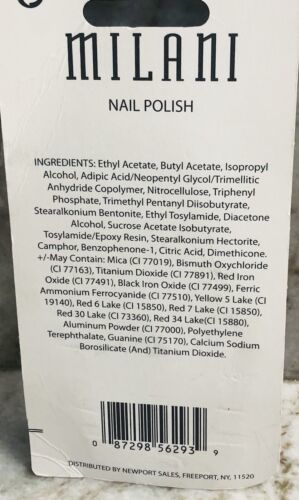 MILANI
NAIL POLISH
INGREDIENTS: Ethyl Acetate, Butyl Acetate, Isopropyl
Alcohol, Adipic Acid/Neopentyl Glycol/Trimellitic
Anhydride Copolymer, Nitrocellulose, Triphenyl
Phosphate, Trimethyl Pentanyl Diisobutyrate,
Stearalkonium Bentonite, Ethyl Tosylamide, Diacetone
Alcohol, Sucrose Acetate Isobutyrate,
Tosylamide/Epoxy Resin, Stearalkonium Hectorite,
Camphor, Benzophenone-1, Citric Acid, Dimethicone.
+/-May Contain: Mica (CI 77019), Bismuth Oxychloride
(CI 77163), Titanium Dioxide (CI 77891), Red Iron
Oxide (CI 77491), Black Iron Oxide (CI 77499), Ferric
Ammonium Ferrocyanide (CI 77510), Yellow 5 Lake (CI
19140), Red 6 Lake (CI 15850), Red 7 Lake (CI 15850),
Red 30 Lake (CI 73360), Red 34 Lake(CI 15880),
Aluminum Powder (CI 77000), Polyethylene
Terephthalate, Guanine (CI 75170), Calcium Sodium
Borosilicate (And) Titanium Dioxide.
0 87298 56293 9
DISTRIBUTED BY NEWPORT SALES, FREEPORT, NY, 11520